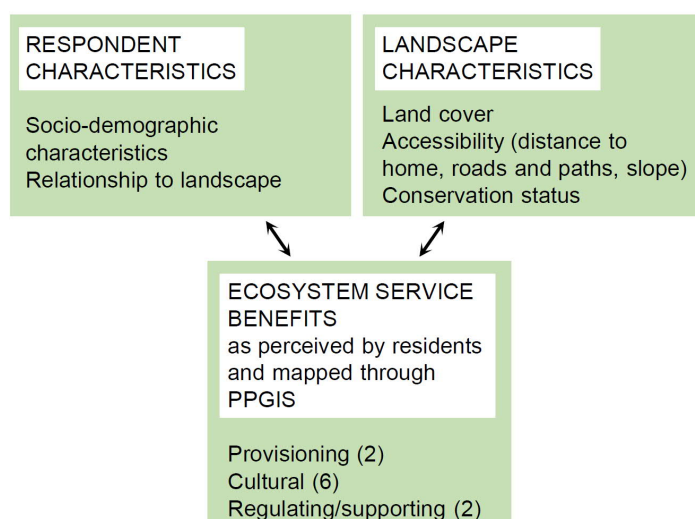 RESPONDENT
CHARACTERISTICS
Socio-demographic
characteristics
Relationship to landscape
LANDSCAPE
CHARACTERISTICS
Land cover
Accessibility (distance to
home, roads and paths, slope)
Conservation status
ECOSYSTEM SERVICE
BENEFITS
as perceived by residents
and mapped through
PPGIS
Provisioning (2)
Cultural (6)
Regulating/supporting (2)